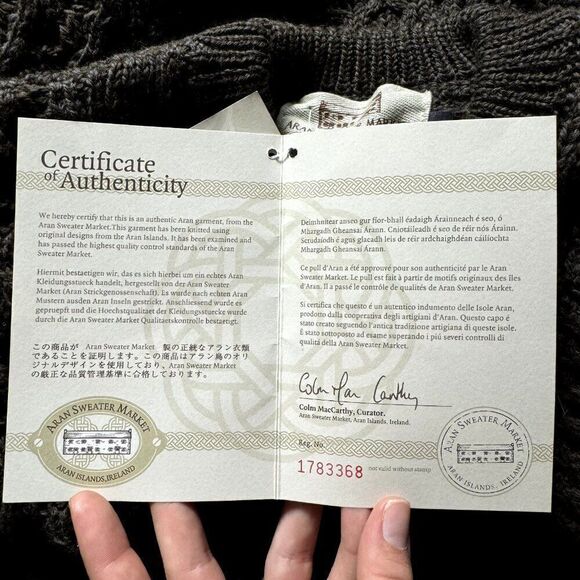 ARAN
MARKET
Certificate
of Authenticity
We hereby certify that this is an authentic Aran garment, from the
Aran Sweater Market. This garment has been knitted using
original designs from the Aran Islands. It has been examined and
has passed the highest quality control standards of the Aran
Sweater Market.
Hiermit bestaetigen wir, das es sich hierbei um ein echtes Aran
Kleidungsstueck handelt, hergestellt von der Aran Sweater
Market (Aran Strickgenossenschaft). Es wurde nach echten Aran
Mustern aus den Aran Inseln gestrickt. Anschliessend wurde es
geprueft und die Hoechstqualitaet der Kleidungsstuecke wurde
durch die Aran Sweater Market Qualitaetskontrolle bestaetigt.
この商品が Aran Sweater Market 製の正統なアラン衣類
であることを証明します。この商品はアラン島のオリ
ジナルデザインを使用しており、Aran Sweater Market
の厳正な品質管理基準に合格しております。
ARAN SWEATER MARKET
ARAN ISLANDS, IRELAND
Deimhnítear anseo gur fíor-bhall éadaigh Árainneach é seo, ó
Mhargadh Gheansaí Árann. Cniotáileadh é seo de réir nós Árainn.
Scrúdaíodh é agus glacadh leis de réir ardchaighdéan cáilíochta
Mhargadh Gheansaí Árann.
Ce pull d'Aran a été approuvé pour son authenticité par le Aran
Sweater Market. Le pull est fait à partir de motifs originaux des îles
d'Aran. Il a passé le contrôle de qualités de Aran Sweater Market.
Si certifica che questo é un autentico indumento delle Isole Aran,
prodotto dalla cooperativa degli artigiani d'Aran. Questo capo é
stato creato seguendo l'antica tradizione artigiana di queste isole.
É stato sottoposto ad esame superando i piú severi controlli di
qualità della Aran Sweater Market.
Colm Mac Carthy
Colm MacCarthy, Curator.
Aran Sweater Market, Aran Islands, Ireland.
Reg. No.
1783368 not valid without stamp
ARAN SWEATER MARKET
ARAN ISLANDS, IRELAND